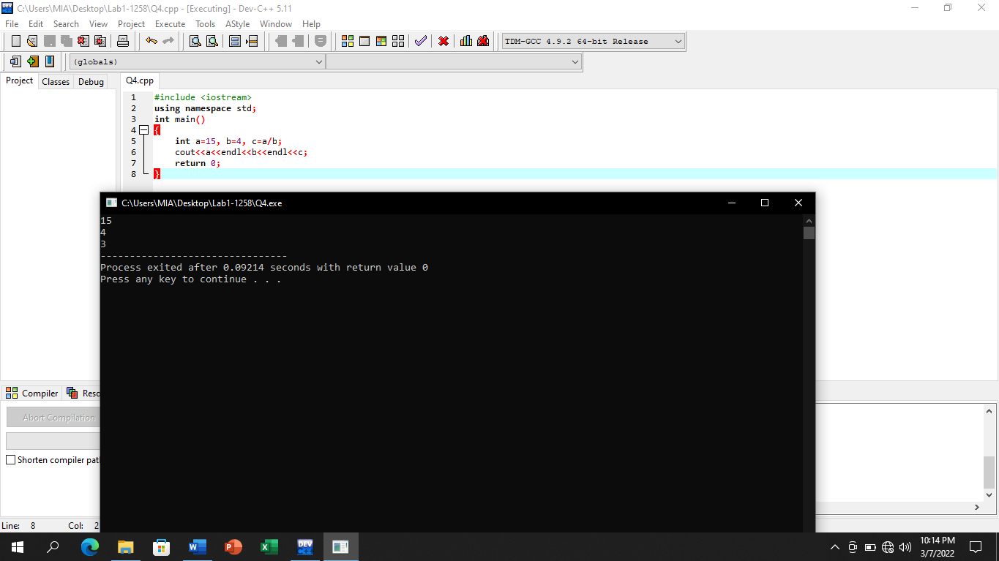 C:\Users\MIA\Desktop\Lab1-1258\Q4.cpp - [Executing] - Dev-C++ 5.11
File Edit Search View Project Execute Tools AStyle Window Help
TDM-GCC 4.9.2 64-bit Release
(globals)
Project Classes Debug Q4.cpp
1 #include <iostream>
2 using namespace std;
3 int main()
4 {
5 int a=15, b=4, c=a/b;
6 cout<<a<<endl<<b<<endl<<c;
7 return 0;
8 }
C:\Users\MIA\Desktop\Lab1-1258\Q4.exe
15
4
3
--------------------------------
Process exited after 0.09214 seconds with return value 0
Press any key to continue . . .
Compiler Reso
Abort Compilation
Shorten compiler pat
Line: 8 Col: 2
10:14 PM
3/7/2022